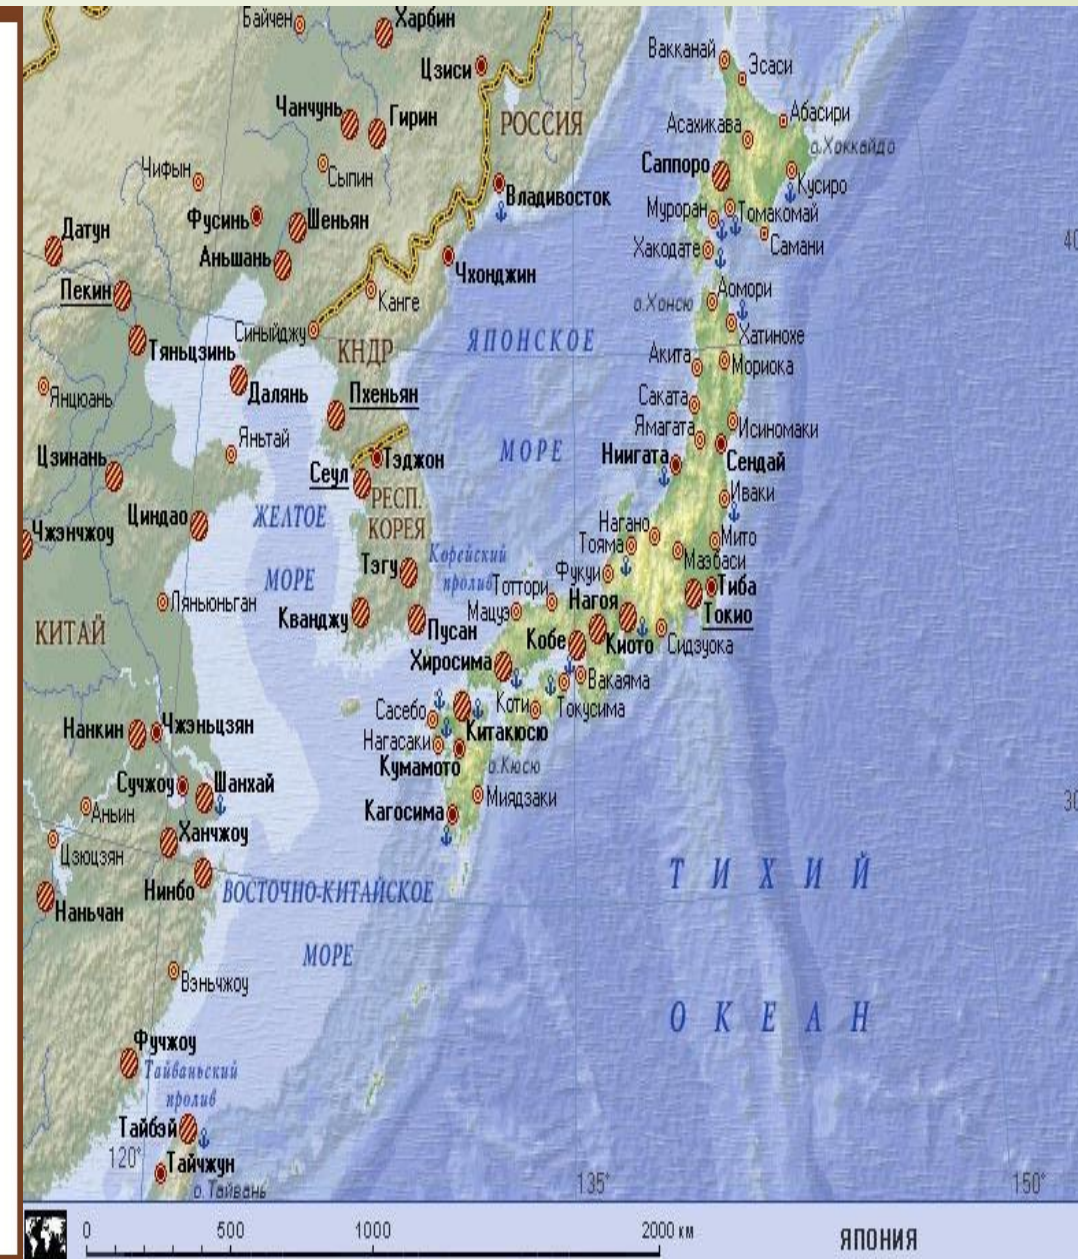 Байчен
Харбин
Цзиси
Чанчунь
Гирин
РОССИЯ
Вакканай
Эсаси
Абасири
Асахикава
о.Хоккайдо
Саппоро
Кусиро
Муроран
Томакомай
Хакодате
Самани
Чифын
Сыпин
Владивосток
Фусинь
Шеньян
Датун
Аньшань
Чхонджин
Пекин
Канге
40
о.Хонсю
Аомори
Хатинохе
Синыйджу
Тяньцзинь
КНДР
ЯПОНСКОЕ
Акита
Мориока
Янцюань
Далянь
Пхеньян
Саката
Ямагата
Исиномаки
Яньтай
Цзинань
Сеул
Тэджон
МОРЕ
Ниигата
Сендай
Иваки
РЕСП.
КОРЕЯ
Циндао
ЖЕЛТОЕ
МОРЕ
Чжэнчжоу
Нагано
Тояма
Мито
Маэбаси
Корейский
пролив
Тэгу
Фукуи
Тоттори
Тиба
Ляньюньган
Мацуэ
Нагоя
Токио
КИТАЙ
Кванджу
Пусан
Кобе
Киото
Сидзуока
Хиросима
Вакаяма
Сасебо
Коти
Токусима
Нанкин
Чжэньцзян
Китакюсю
Нагасаки
Кумамото
о.Кюсю
Сучжоу
Шанхай
Миядзаки
Аньин
Кагосима
30
Ханчжоу
Цзюцзян
Нинбо
ВОСТОЧНО-КИТАЙСКОЕ
МОРЕ
ТИХИЙ
ОКЕАН
Наньчан
Вэньчжоу
Фучжоу
Тайваньский
пролив
Тайбэй
120°
Тайчжун
о.Тайвань
135°
150°
0 500 1000 2000 км
ЯПОНИЯ